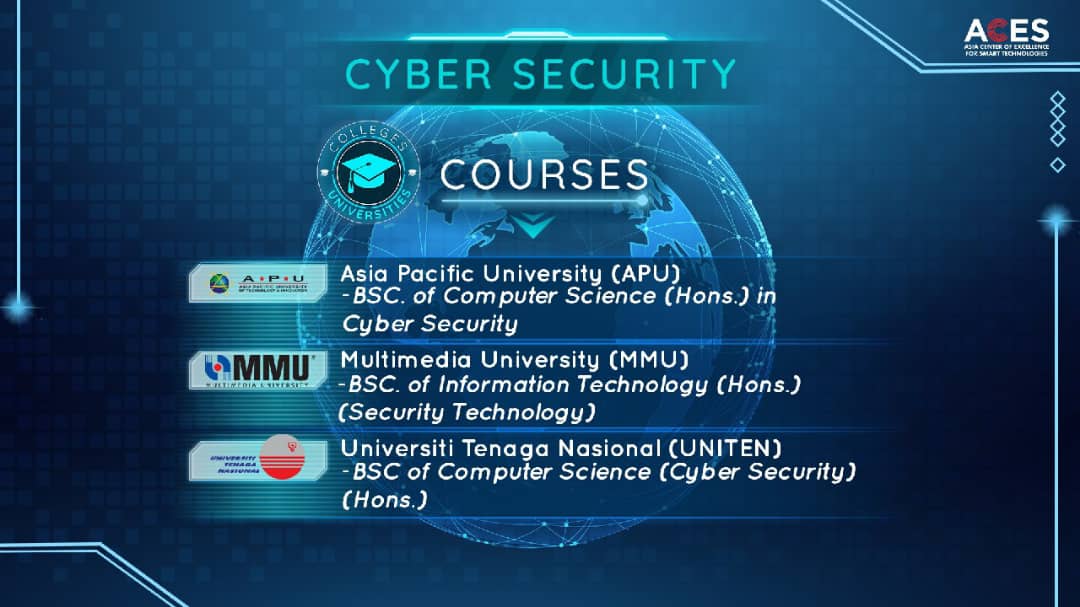 ACES
ASIA CENTER OF EXCELLENCE
FOR SMART TECHNOLOGIES
CYBER SECURITY
COLLEGES
UNIVERSITIES
COURSES
A•P•U
ASIA PACIFIC UNIVERSITY
OF TECHNOLOGY & INNOVATION
Asia Pacific University (APU)
-BSC. of Computer Science (Hons.) in
Cyber Security
MMU
MULTIMEDIA UNIVERSITY
Multimedia University (MMU)
-BSC. of Information Technology (Hons.)
(Security Technology)
UNIVERSITI
TENAGA
NASIONAL
Universiti Tenaga Nasional (UNITEN)
-BSC of Computer Science (Cyber Security)
(Hons.)